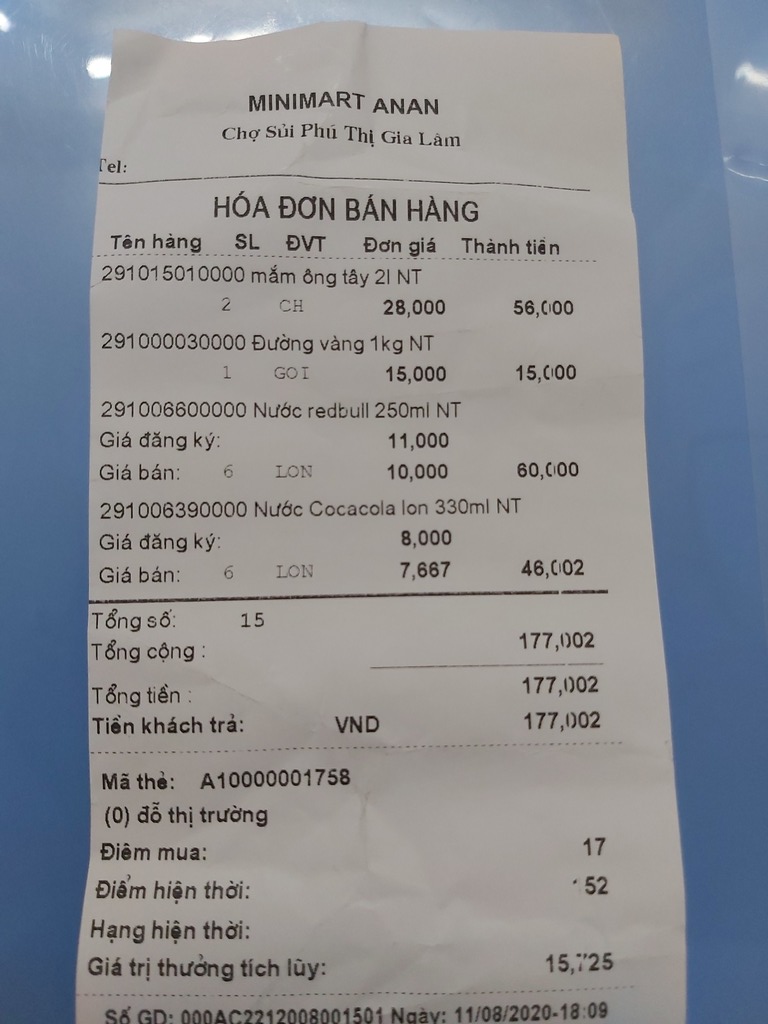 MINIMART ANAN
Chợ Sủi Phú Thị Gia Lâm
Tel:
HÓA ĐƠN BÁN HÀNG
Tên hàng SL ĐVT Đơn giá Thành tiền
291015010000 mắm ông tây 2l NT
2 CH 28,000 56,000
291000030000 Đường vàng 1kg NT
1 GOI 15,000 15,000
291006600000 Nước redbull 250ml NT
Giá đăng ký: 11,000
Giá bán: 6 LON 10,000 60,000
291006390000 Nước Cocacola lon 330ml NT
Giá đăng ký: 8,000
Giá bán: 6 LON 7,667 46,002
Tổng số: 15
Tổng cộng : 177,002
Tổng tiền : 177,002
Tiền khách trả: VND 177,002
Mã thẻ: A10000001758
(0) đỗ thị trường
Điểm mua: 17
Điểm hiện thời:
Hạng hiện thời:
Giá trị thưởng tích lũy: 15,725
Số GD: 000AC2212008001501 Ngày: 11/08/2020-18:09